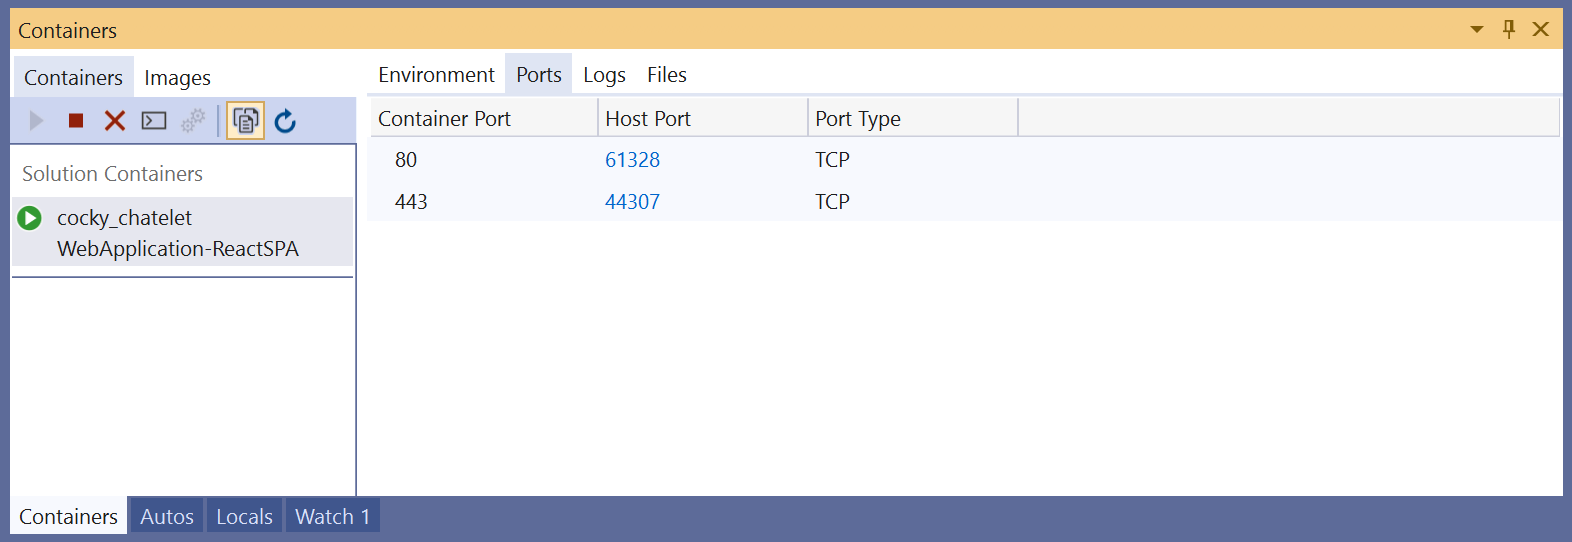 Containers
Containers Images
Solution Containers
cocky_chatelet
WebApplication-ReactSPA
Environment Ports Logs Files
Container Port Host Port Port Type
80 61328 TCP
443 44307 TCP
Containers Autos Locals Watch 1